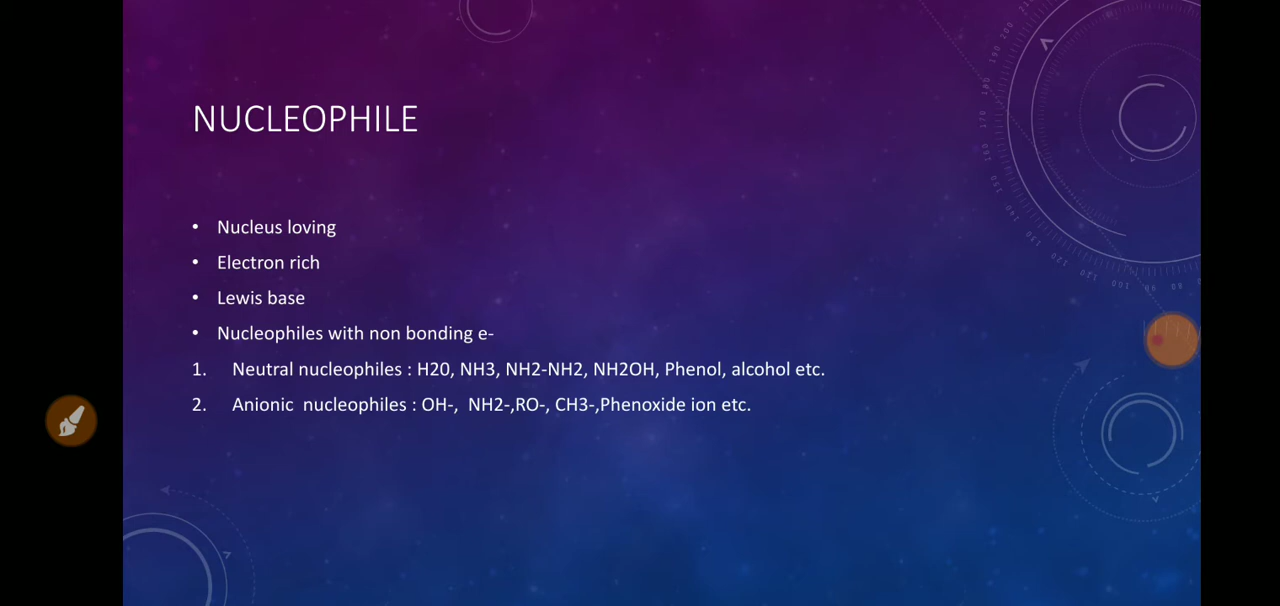 NUCLEOPHILE
• Nucleus loving
• Electron rich
• Lewis base
• Nucleophiles with non bonding e-
1. Neutral nucleophiles : H20, NH3, NH2-NH2, NH2OH, Phenol, alcohol etc.
2. Anionic nucleophiles : OH-, NH2-,RO-, CH3-,Phenoxide ion etc.